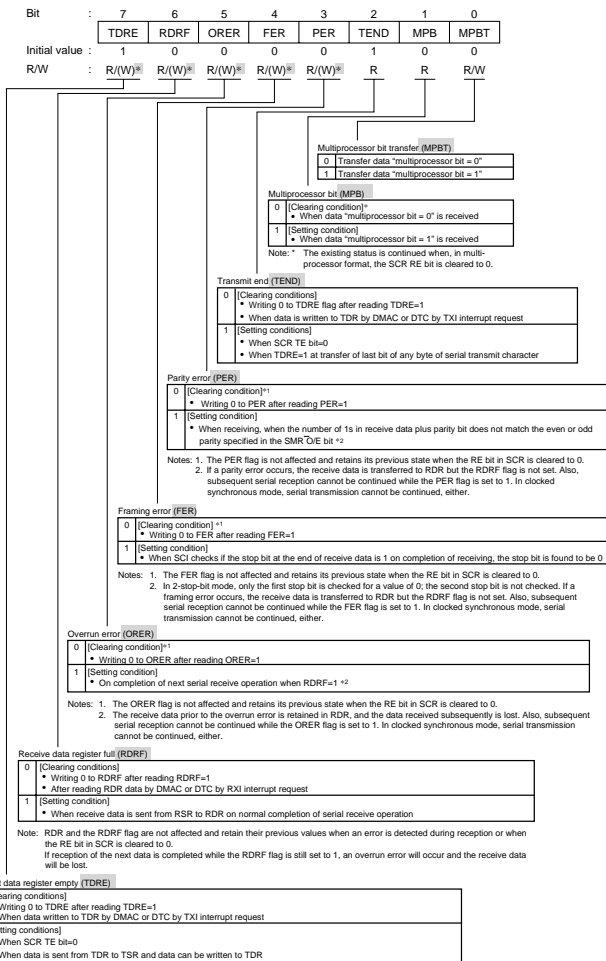 Bit : 7 6 5 4 3 2 1 0
TDRE RDRF ORER FER PER TEND MPB MPBT
Initial value : 1 0 0 0 0 1 0 0
R/W : R/(W)* R/(W)* R/(W)* R/(W)* R/(W)* R R R/W
Multiprocessor bit transfer (MPBT)
0 Transfer data “multiprocessor bit = 0”
1 Transfer data “multiprocessor bit = 1”
Multiprocessor bit (MPB)
0 [Clearing condition]*
• When data “multiprocessor bit = 0” is received
1 [Setting condition]
• When data “multiprocessor bit = 1” is received
Note: * The existing status is continued when, in multi-
processor format, the SCR RE bit is cleared to 0.
Transmit end (TEND)
0 [Clearing conditions]
• Writing 0 to TDRE flag after reading TDRE=1
• When data is written to TDR by DMAC or DTC by TXI interrupt request
1 [Setting conditions]
• When SCR TE bit=0
• When TDRE=1 at transfer of last bit of any byte of serial transmit character
Parity error (PER)
0 [Clearing condition]*1
• Writing 0 to PER after reading PER=1
1 [Setting condition]
• When receiving, when the number of 1s in receive data plus parity bit does not match the even or odd
parity specified in the SMR O/E bit *2
Notes: 1. The PER flag is not affected and retains its previous state when the RE bit in SCR is cleared to 0.
2. If a parity error occurs, the receive data is transferred to RDR but the RDRF flag is not set. Also,
subsequent serial reception cannot be continued while the PER flag is set to 1. In clocked
synchronous mode, serial transmission cannot be continued, either.
Framing error (FER)
0 [Clearing condition] *1
• Writing 0 to FER after reading FER=1
1 [Setting condition]
• When SCI checks if the stop bit at the end of receive data is 1 on completion of receiving, the stop bit is found to be 0
Notes: 1. The FER flag is not affected and retains its previous state when the RE bit in SCR is cleared to 0.
2. In 2-stop-bit mode, only the first stop bit is checked for a value of 0; the second stop bit is not checked. If a
framing error occurs, the receive data is transferred to RDR but the RDRF flag is not set. Also, subsequent
serial reception cannot be continued while the FER flag is set to 1. In clocked synchronous mode, serial
transmission cannot be continued, either.
Overrun error (ORER)
0 [Clearing condition]*1
• Writing 0 to ORER after reading ORER=1
1 [Setting condition]
• On completion of next serial receive operation when RDRF=1 *2
Notes: 1. The ORER flag is not affected and retains its previous state when the RE bit in SCR is cleared to 0.
2. The receive data prior to the overrun error is retained in RDR, and the data received subsequently is lost. Also, subsequent
serial reception cannot be continued while the ORER flag is set to 1. In clocked synchronous mode, serial transmission
cannot be continued, either.
Receive data register full (RDRF)
0 [Clearing conditions]
• Writing 0 to RDRF after reading RDRF=1
• After reading RDR data by DMAC or DTC by RXI interrupt request
1 [Setting condition]
• When receive data is sent from RSR to RDR on normal completion of serial receive operation
Note: RDR and the RDRF flag are not affected and retain their previous values when an error is detected during reception or when
the RE bit in SCR is cleared to 0.
If reception of the next data is completed while the RDRF flag is still set to 1, an overrun error will occur and the receive data
will be lost.
data register empty (TDRE)
conditions]
Writing 0 to TDRE after reading TDRE=1
When data written to TDR by DMAC or DTC by TXI interrupt request
conditions]
When SCR TE bit=0
When data is sent from TDR to TSR and data can be written to TDR